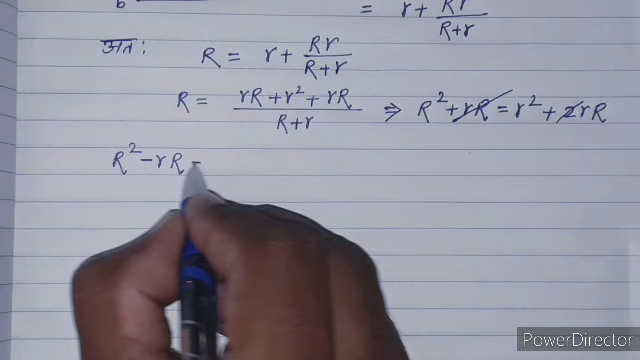 = r + Rr / R+r
अतः R = r + Rr / R+r
R = rR + r² + rR / R+r ⇒ R² + rR = r² + 2rR
R² - rR -
PowerDirector